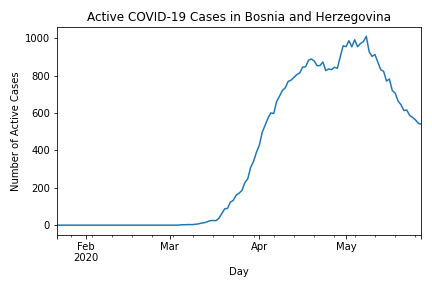 Active COVID-19 Cases in Bosnia and Herzegovina
Number of Active Cases
1000
800
600
400
200
0
Feb
2020
Mar
Apr
May
Day